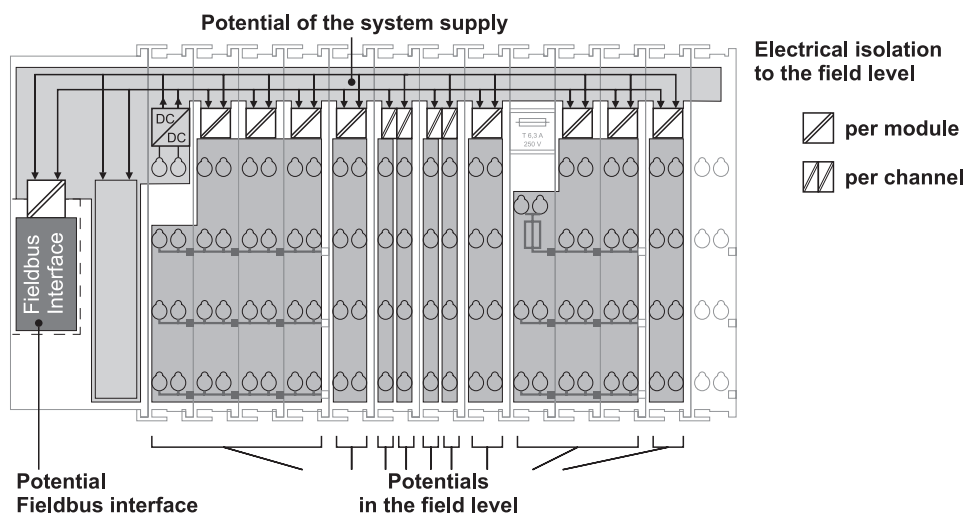 Potential of the system supply
Electrical isolation
to the field level
per module
per channel
DC
DC
T 6,3 A
250 V
Fieldbus
Interface
Potential
Fieldbus interface
Potentials
in the field level